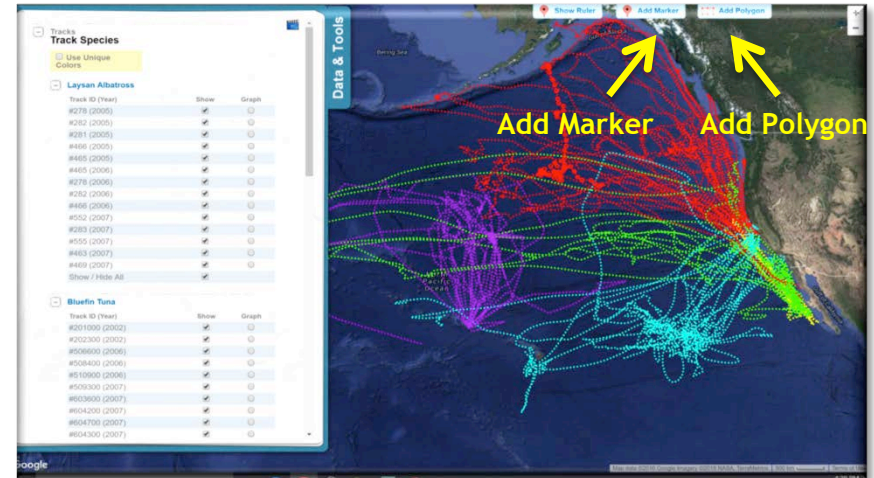 Show Ruler
Add Marker
Add Polygon
+
−
Tracks
Track Species
Use Unique
Colors
Data & Tools
Laysan Albatross
Track ID (Year) Show Graph
#276 (2005)
#282 (2005)
#281 (2005)
#466 (2005)
#465 (2005)
#465 (2006)
#276 (2006)
#282 (2006)
#466 (2006)
#552 (2007)
#283 (2007)
#555 (2007)
#463 (2007)
#469 (2007)
Show / Hide All
Bluefin Tuna
Track ID (Year) Show Graph
#201000 (2002)
#202300 (2002)
#506600 (2006)
#508400 (2006)
#510900 (2006)
#509300 (2007)
#603600 (2007)
#604200 (2007)
#604700 (2007)
#604300 (2007)
Bering Sea
Add Marker
Add Polygon
Pacific
Ocean
Google